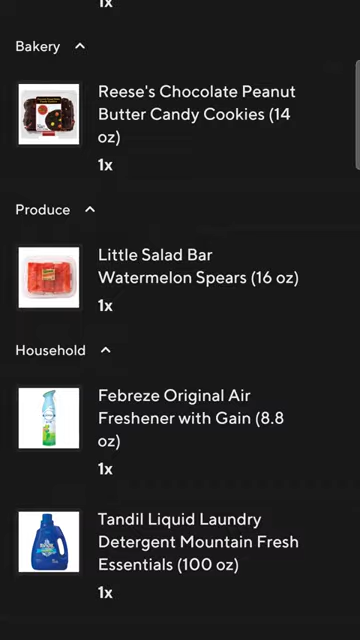 1x
Bakery
Reese's Chocolate Peanut
Butter Candy Cookies (14
oz)
1x
Produce
Little Salad Bar
Watermelon Spears (16 oz)
1x
Household
Febreze Original Air
Freshener with Gain (8.8
oz)
1x
Tandil Liquid Laundry
Detergent Mountain Fresh
Essentials (100 oz)
1x